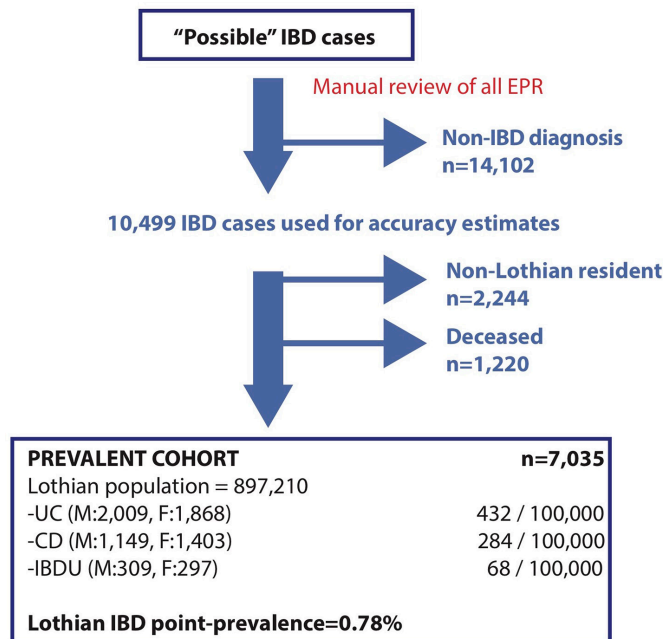 “Possible” IBD cases
Manual review of all EPR
Non-IBD diagnosis
n=14,102
10,499 IBD cases used for accuracy estimates
Non-Lothian resident
n=2,244
Deceased
n=1,220
PREVALENT COHORT n=7,035
Lothian population = 897,210
-UC (M:2,009, F:1,868) 432 / 100,000
-CD (M:1,149, F:1,403) 284 / 100,000
-IBDU (M:309, F:297) 68 / 100,000
Lothian IBD point-prevalence=0.78%